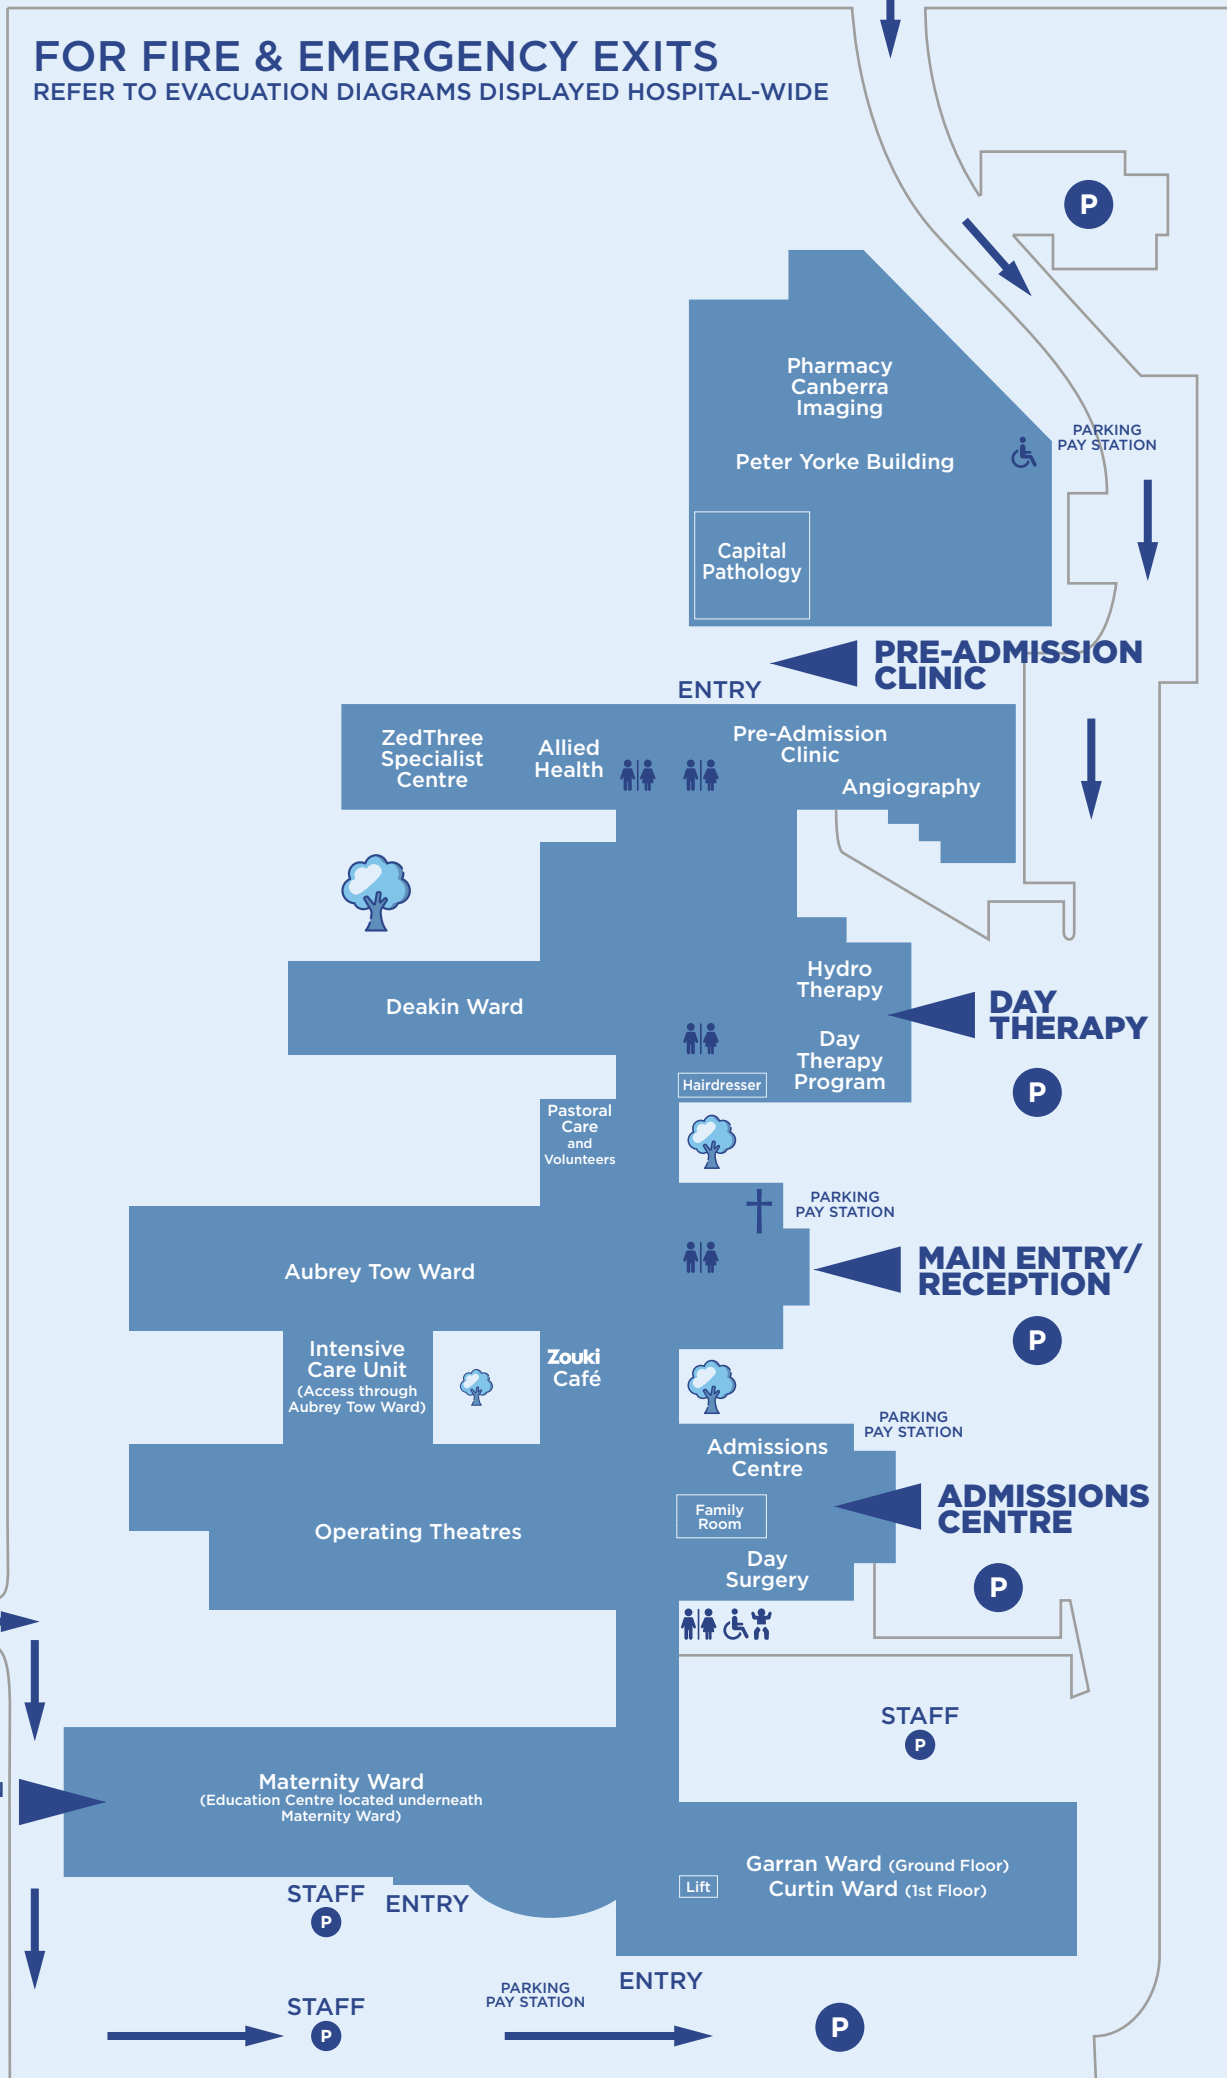 FOR FIRE & EMERGENCY EXITS
REFER TO EVACUATION DIAGRAMS DISPLAYED HOSPITAL-WIDE
P
Pharmacy
Canberra
Imaging
PARKING
PAY STATION
Peter Yorke Building
Capital
Pathology
PRE-ADMISSION
CLINIC
ENTRY
ZedThree
Specialist
Centre
Allied
Health
Pre-Admission
Clinic
Angiography
Deakin Ward
Hydro
Therapy
DAY
THERAPY
Day
Therapy
Program
Hairdresser
P
Pastoral
Care
and
Volunteers
PARKING
PAY STATION
Aubrey Tow Ward
MAIN ENTRY/
RECEPTION
P
Intensive
Care Unit
(Access through
Aubrey Tow Ward)
Zouki
Café
PARKING
PAY STATION
Admissions
Centre
Family
Room
ADMISSIONS
CENTRE
Operating Theatres
Day
Surgery
P
STAFF
P
Maternity Ward
(Education Centre located underneath
Maternity Ward)
Garran Ward (Ground Floor)
Curtin Ward (1st Floor)
Lift
STAFF
P
ENTRY
ENTRY
PARKING
PAY STATION
STAFF
P
P